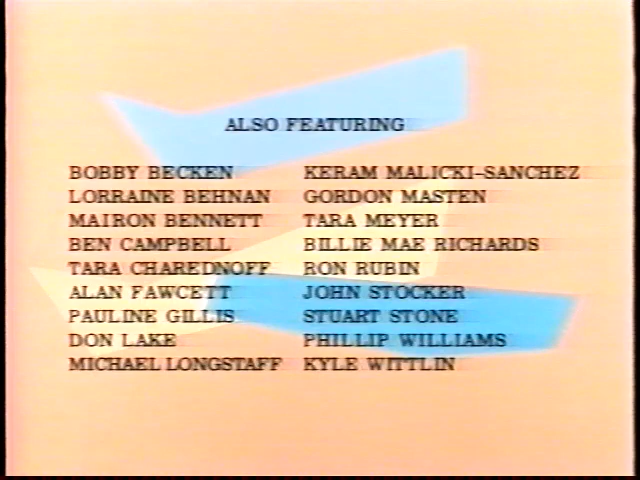 ALSO FEATURING
BOBBY BECKEN
LORRAINE BEHNAN
MAIRON BENNETT
BEN CAMPBELL
TARA CHAREDNOFF
ALAN FAWCETT
PAULINE GILLIS
DON LAKE
MICHAEL LONGSTAFF
KERAM MALICKI-SANCHEZ
GORDON MASTEN
TARA MEYER
BILLIE MAE RICHARDS
RON RUBIN
JOHN STOCKER
STUART STONE
PHILLIP WILLIAMS
KYLE WITTLIN